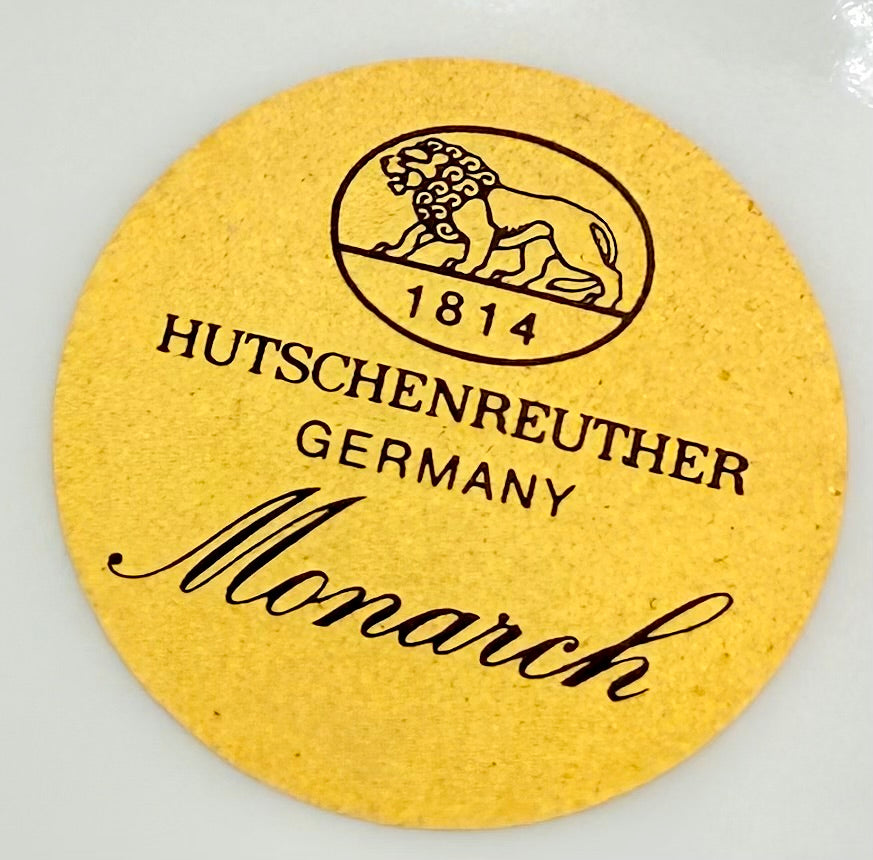 1814
HUTSCHENREUTHER
GERMANY
Monarch